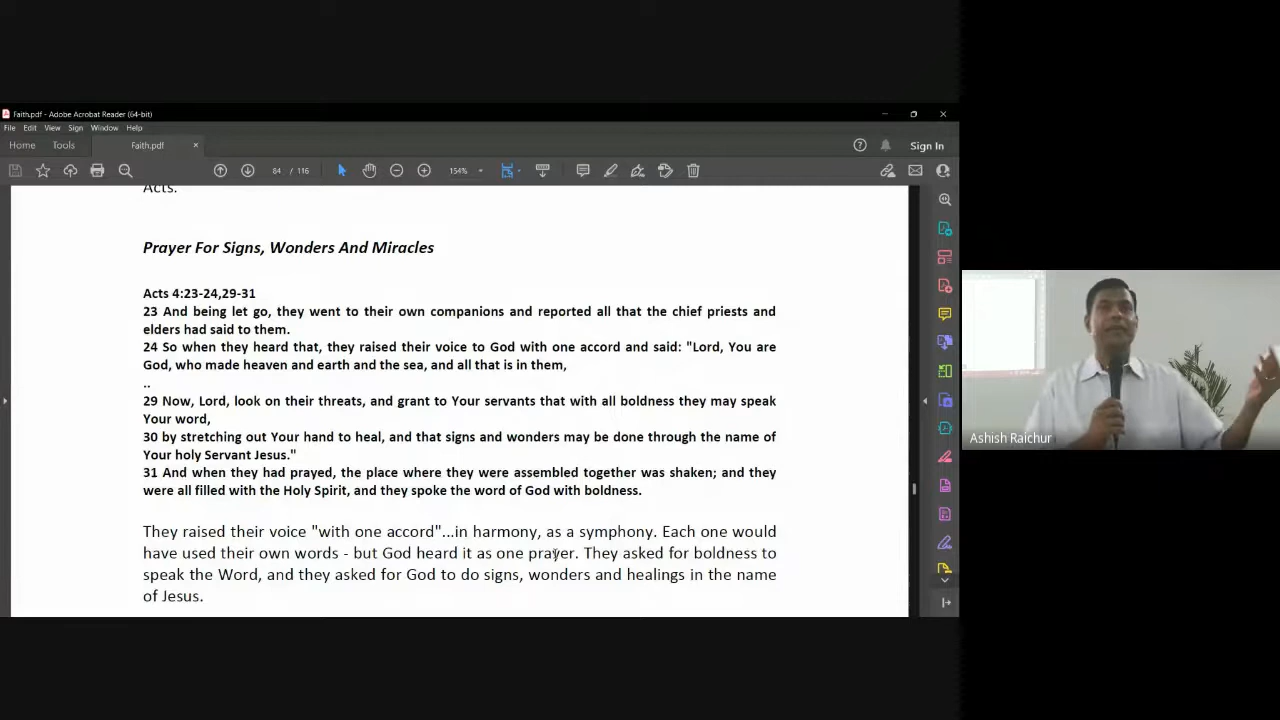 Faith.pdf - Adobe Acrobat Reader (64-bit)
File Edit View Sign Window Help
Home Tools Faith.pdf × Sign In
84 / 116 154%
Acts.
Prayer For Signs, Wonders And Miracles
Acts 4:23-24,29-31
23 And being let go, they went to their own companions and reported all that the chief priests and
elders had said to them.
24 So when they heard that, they raised their voice to God with one accord and said: "Lord, You are
God, who made heaven and earth and the sea, and all that is in them,
..
29 Now, Lord, look on their threats, and grant to Your servants that with all boldness they may speak
Your word,
30 by stretching out Your hand to heal, and that signs and wonders may be done through the name of
Your holy Servant Jesus."
31 And when they had prayed, the place where they were assembled together was shaken; and they
were all filled with the Holy Spirit, and they spoke the word of God with boldness.
They raised their voice "with one accord"...in harmony, as a symphony. Each one would
have used their own words - but God heard it as one prayer. They asked for boldness to
speak the Word, and they asked for God to do signs, wonders and healings in the name
of Jesus.
Ashish Raichur